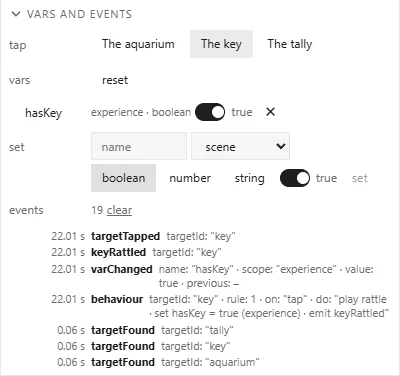 VARS AND EVENTS
tap The aquarium The key The tally
vars reset
hasKey experience · boolean true ✕
set name scene
boolean number string true set
events 19 clear
22.01 s targetTapped targetId: "key"
22.01 s keyRattled targetId: "key"
22.01 s varChanged name: "hasKey" · scope: "experience" · value:
true · previous: –
22.01 s behaviour targetId: "key" · rule: 1 · on: "tap" · do: "play rattle
· set hasKey = true (experience) · emit keyRattled"
0.06 s targetFound targetId: "tally"
0.06 s targetFound targetId: "key"
0.06 s targetFound targetId: "aquarium"